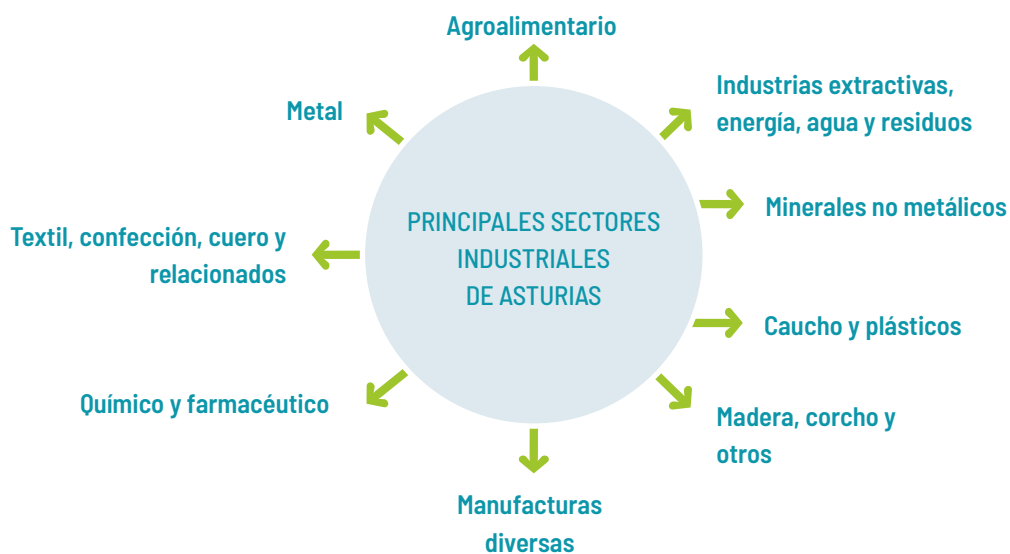 Agroalimentario
Industrias extractivas,
energía, agua y residuos
Metal
Minerales no metálicos
PRINCIPALES SECTORES
INDUSTRIALES
DE ASTURIAS
Textil, confección, cuero y
relacionados
Caucho y plásticos
Químico y farmacéutico
Madera, corcho y
otros
Manufacturas
diversas